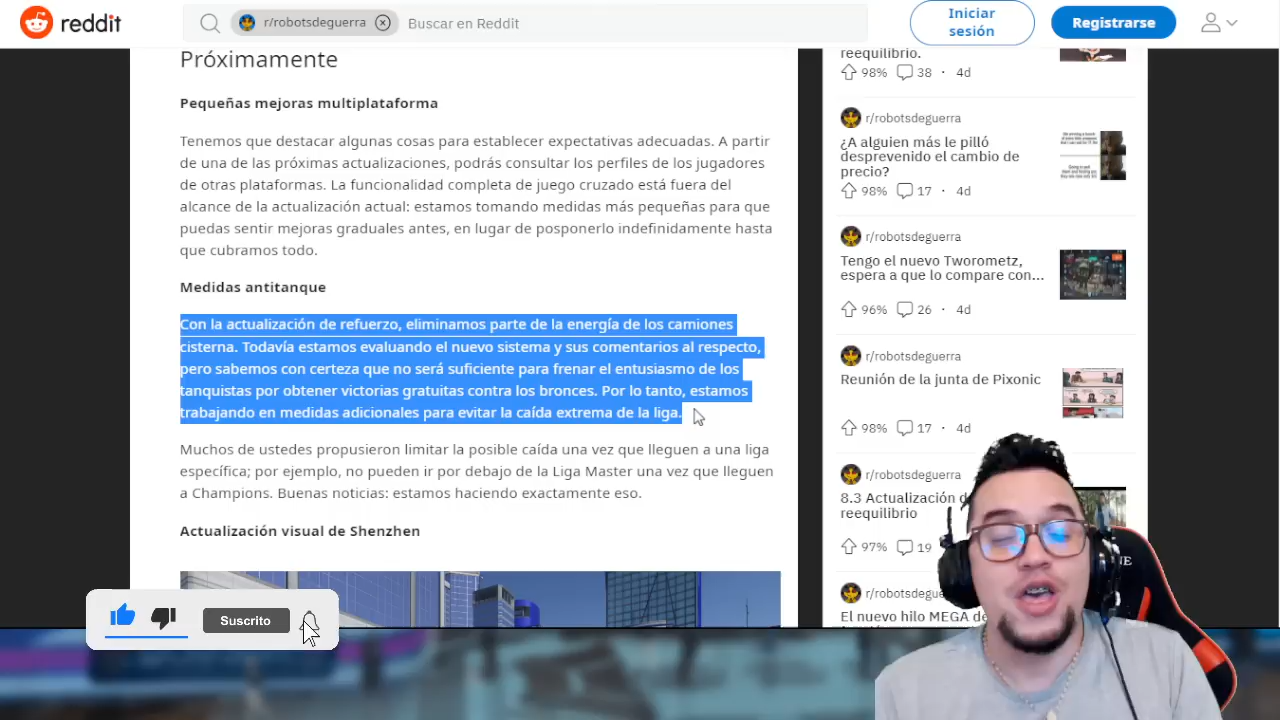 reddit
r/robotsdeguerra
Buscar en Reddit
Iniciar
sesión
Registrarse
Próximamente
Pequeñas mejoras multiplataforma
Tenemos que destacar algunas cosas para establecer expectativas adecuadas. A partir
de una de las próximas actualizaciones, podrás consultar los perfiles de los jugadores
de otras plataformas. La funcionalidad completa de juego cruzado está fuera del
alcance de la actualización actual: estamos tomando medidas más pequeñas para que
puedas sentir mejoras graduales antes, en lugar de posponerlo indefinidamente hasta
que cubramos todo.
Medidas antitanque
Con la actualización de refuerzo, eliminamos parte de la energía de los camiones
cisterna. Todavía estamos evaluando el nuevo sistema y sus comentarios al respecto,
pero sabemos con certeza que no será suficiente para frenar el entusiasmo de los
tanquistas por obtener victorias gratuitas contra los bronces. Por lo tanto, estamos
trabajando en medidas adicionales para evitar la caída extrema de la liga.
Muchos de ustedes propusieron limitar la posible caída una vez que lleguen a una liga
específica; por ejemplo, no pueden ir por debajo de la Liga Master una vez que lleguen
a Champions. Buenas noticias: estamos haciendo exactamente eso.
Actualización visual de Shenzhen
Suscrito
reequilibrio.
98% 38 · 4d
r/robotsdeguerra
¿A alguien más le pilló
desprevenido el cambio de
precio?
98% 17 · 4d
r/robotsdeguerra
Tengo el nuevo Tworometz,
espera a que lo compare con...
96% 26 · 4d
r/robotsdeguerra
Reunión de la junta de Pixonic
98% 17 · 4d
r/robotsdeguerra
8.3 Actualización d
reequilibrio
97% 19
r/robotsdegue
El nuevo hilo MEGA de
NE